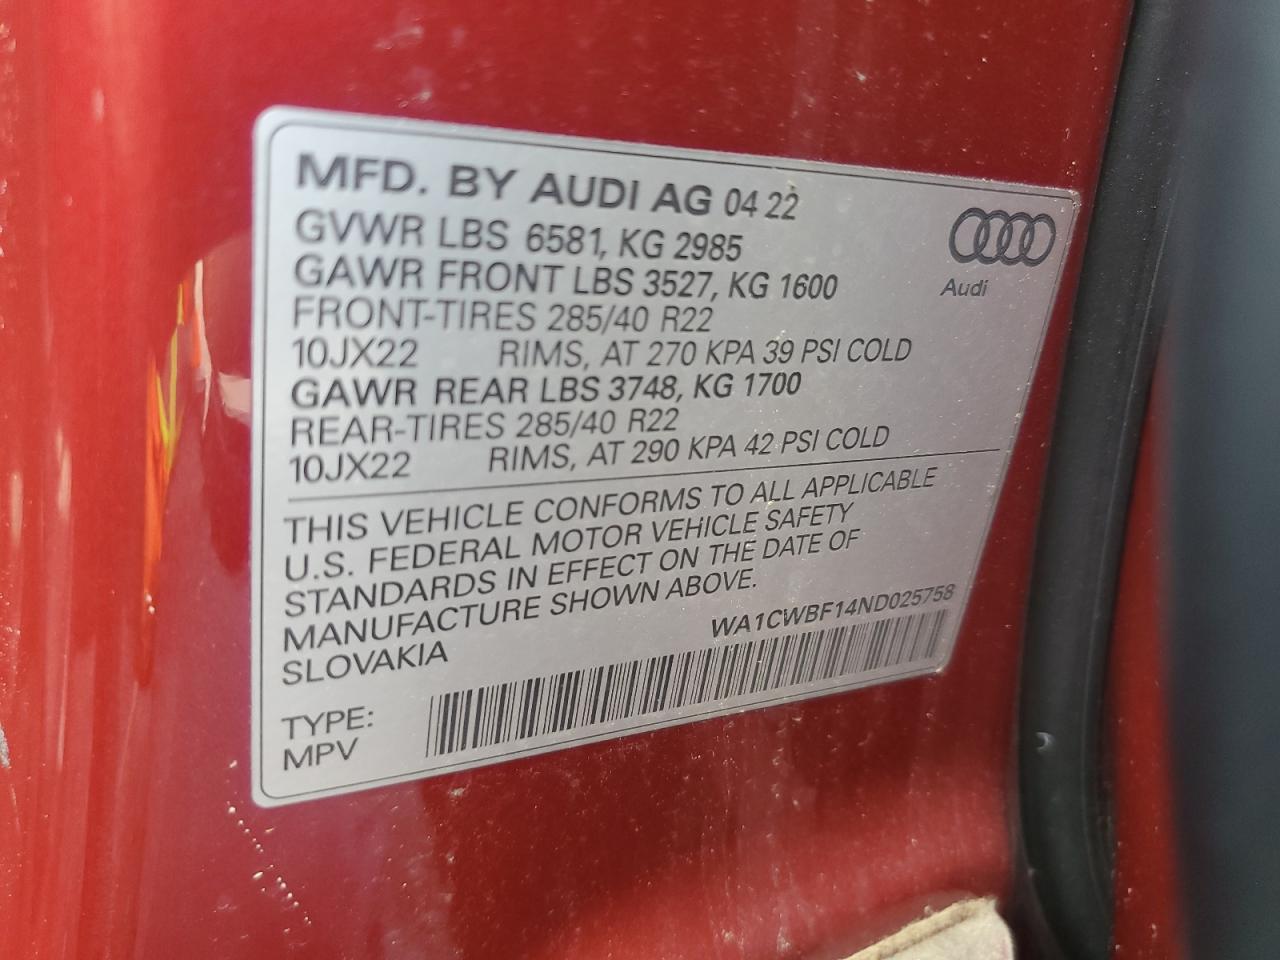 MFD. BY AUDI AG 04 22
GVWR LBS 6581, KG 2985
GAWR FRONT LBS 3527, KG 1600
FRONT-TIRES 285/40 R22
10JX22 RIMS, AT 270 KPA 39 PSI COLD
GAWR REAR LBS 3748, KG 1700
REAR-TIRES 285/40 R22
10JX22 RIMS, AT 290 KPA 42 PSI COLD
Audi
THIS VEHICLE CONFORMS TO ALL APPLICABLE
U.S. FEDERAL MOTOR VEHICLE SAFETY
STANDARDS IN EFFECT ON THE DATE OF
MANUFACTURE SHOWN ABOVE.
SLOVAKIA
WA1CWBF14ND025758
TYPE:
MPV